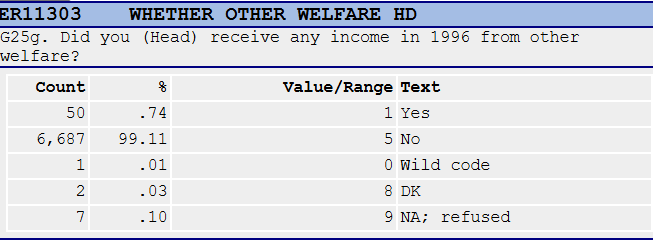 ER11303 WHETHER OTHER WELFARE HD
G25g. Did you (Head) receive any income in 1996 from other
welfare?
Count % Value/Range Text
50 .74 1 Yes
6,687 99.11 5 No
1 .01 0 Wild code
2 .03 8 DK
7 .10 9 NA; refused